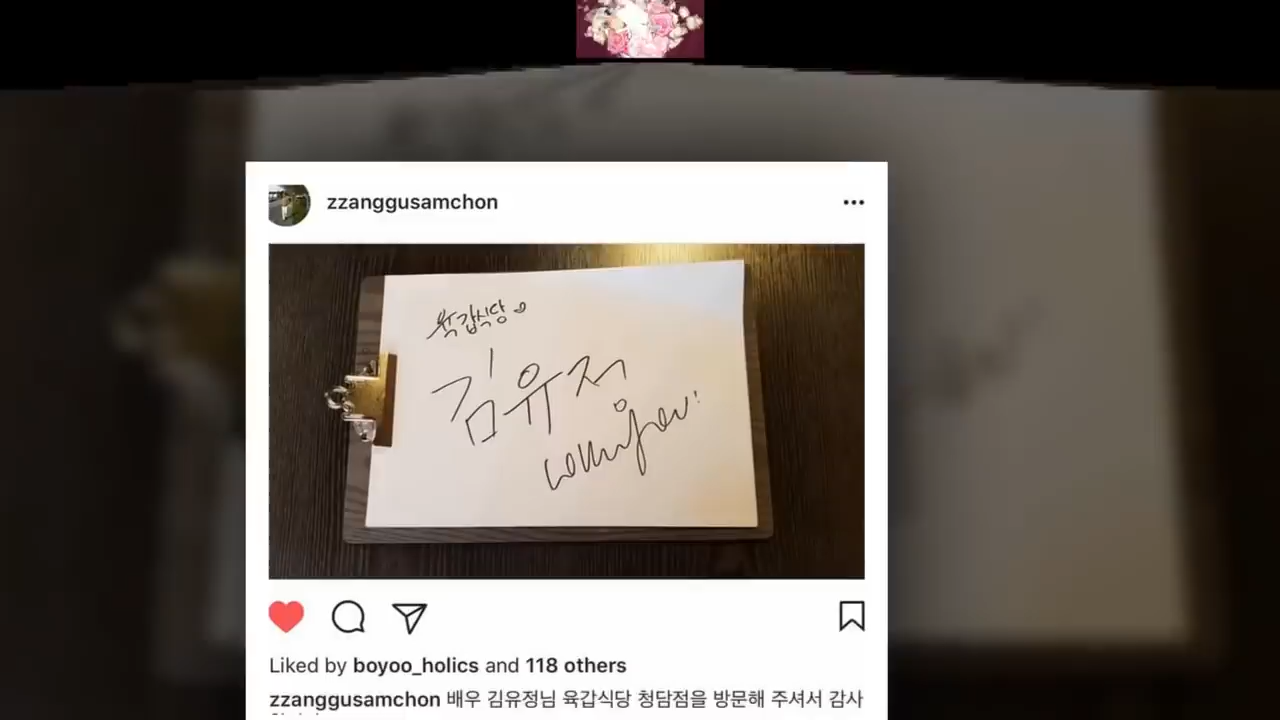 zzanggusamchon
육갑식당
김유정
Liked by boyoo_holics and 118 others
zzanggusamchon 배우 김유정님 육갑식당 청담점을 방문해 주셔서 감사